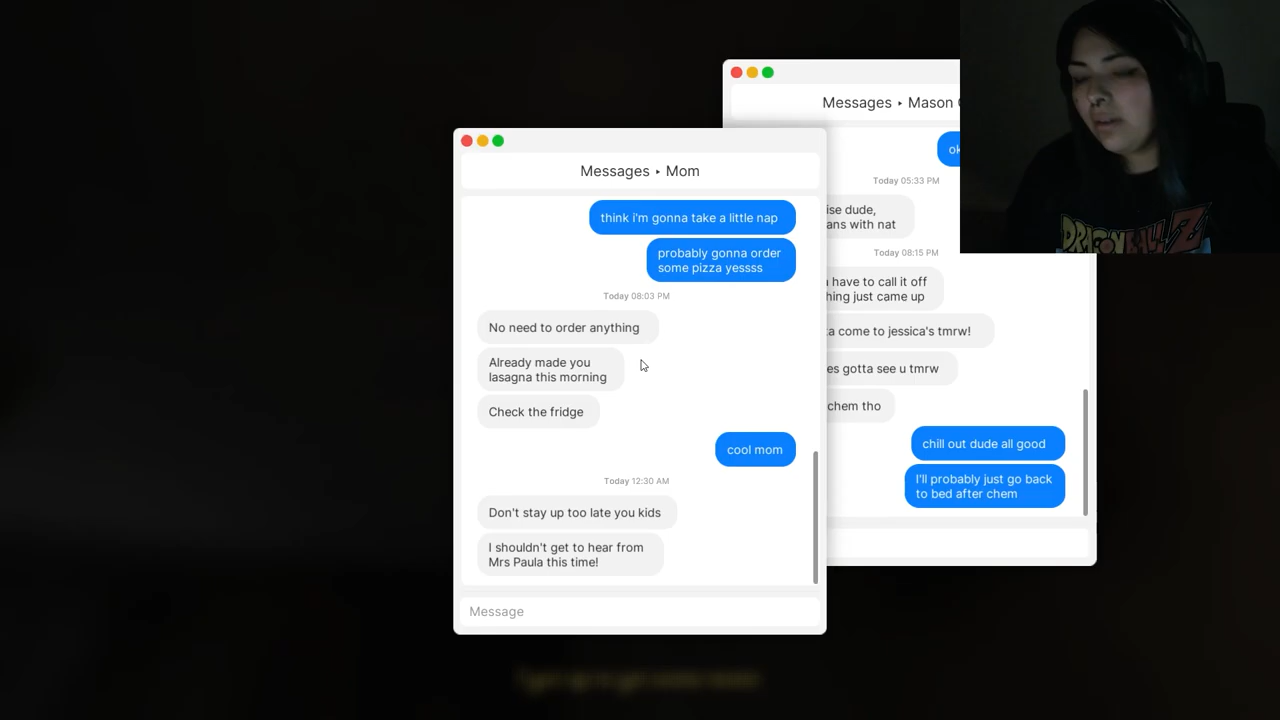 Messages ‣ Mom
think i'm gonna take a little nap
probably gonna order
some pizza yessss
Today 08:03 PM
No need to order anything
Already made you
lasagna this morning
Check the fridge
cool mom
Today 12:30 AM
Don't stay up too late you kids
I shouldn't get to hear from
Mrs Paula this time!
Message
Messages ‣ Mason
ok
Today 05:33 PM
ise dude,
ans with nat
Today 08:15 PM
have to call it off
hing just came up
a come to jessica's tmrw!
es gotta see u tmrw
chem tho
chill out dude all good
I'll probably just go back
to bed after chem
DRAGON BALL Z